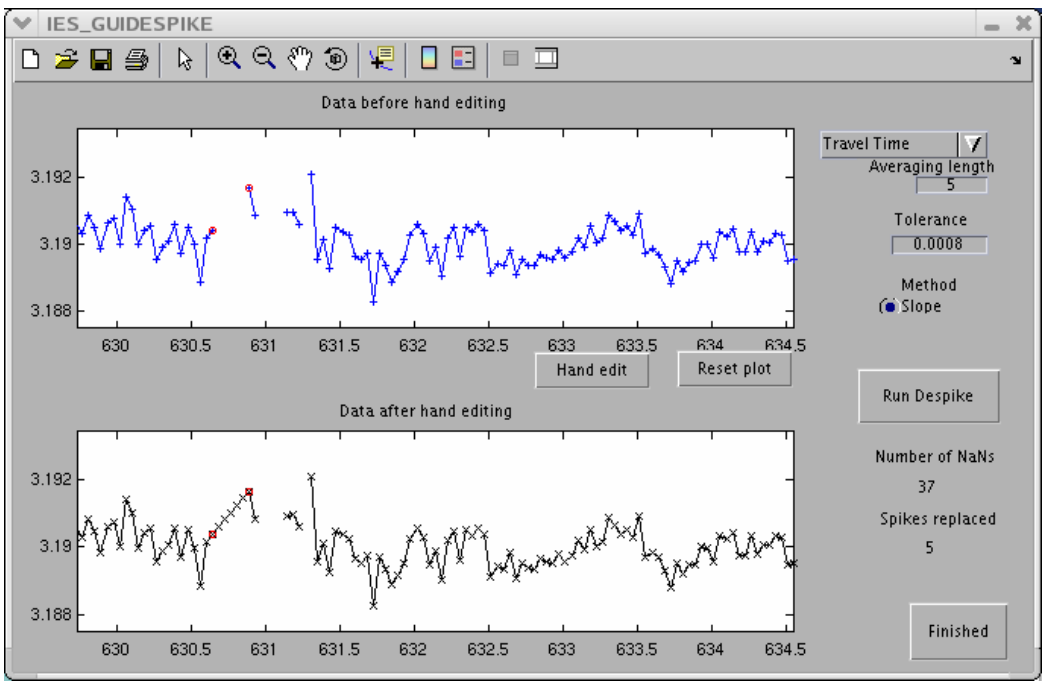 IES_GUIDESPIKE
Data before hand editing
3.192
3.19
3.188
630 630.5 631 631.5 632 632.5 633 633.5 634 634.5
Travel Time
Averaging length
5
Tolerance
0.0008
Method
Slope
Hand edit Reset plot
Run Despike
Data after hand editing
3.192
3.19
3.188
630 630.5 631 631.5 632 632.5 633 633.5 634 634.5
Number of NaNs
37
Spikes replaced
5
Finished